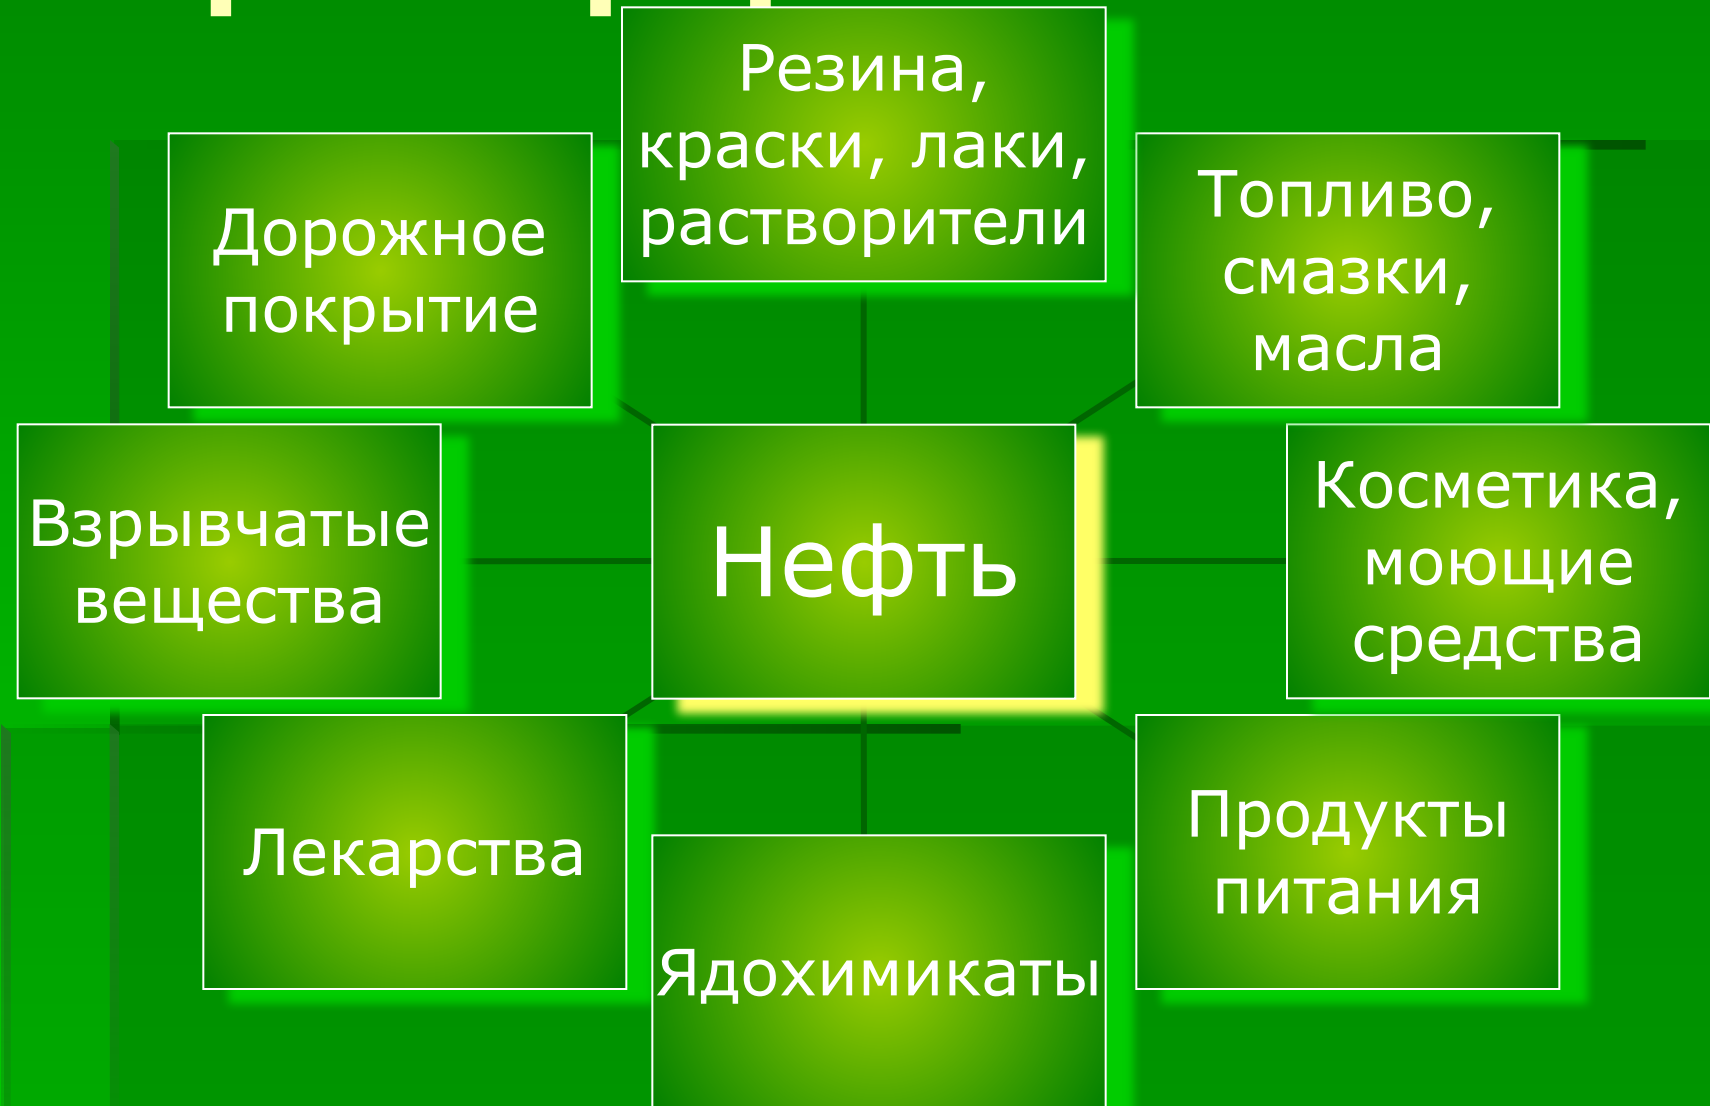 Резина,
краски, лаки,
растворители
Дорожное
покрытие
Топливо,
смазки,
масла
Взрывчатые
вещества
Нефть
Косметика,
моющие
средства
Лекарства
Ядохимикаты
Продукты
питания